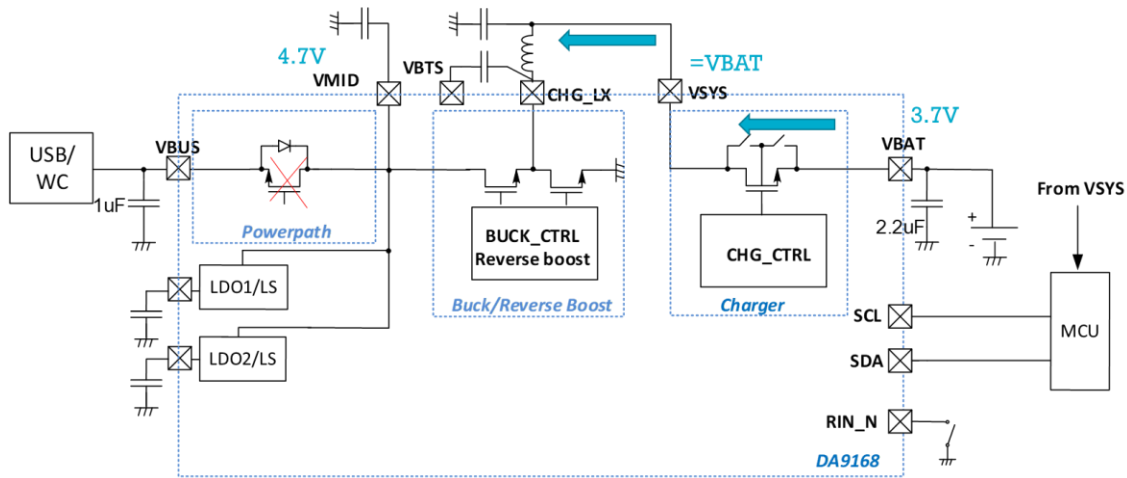 4.7V
VMID
VBTS
CHG_LX
=VBAT
VSYS
3.7V
VBAT
USB/
WC
VBUS
1uF
Powerpath
BUCK_CTRL
Reverse boost
Buck/Reverse Boost
CHG_CTRL
Charger
2.2uF
+
-
From VSYS
MCU
LDO1/LS
LDO2/LS
SCL
SDA
RIN_N
DA9168